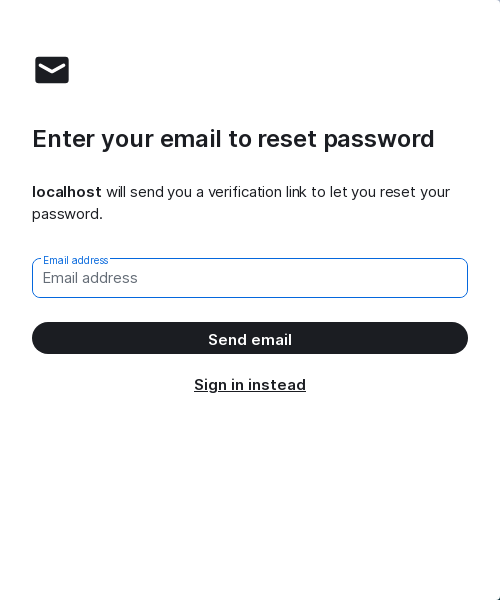 Enter your email to reset password
localhost will send you a verification link to let you reset your
password.
Email address
Email address
Send email
Sign in instead